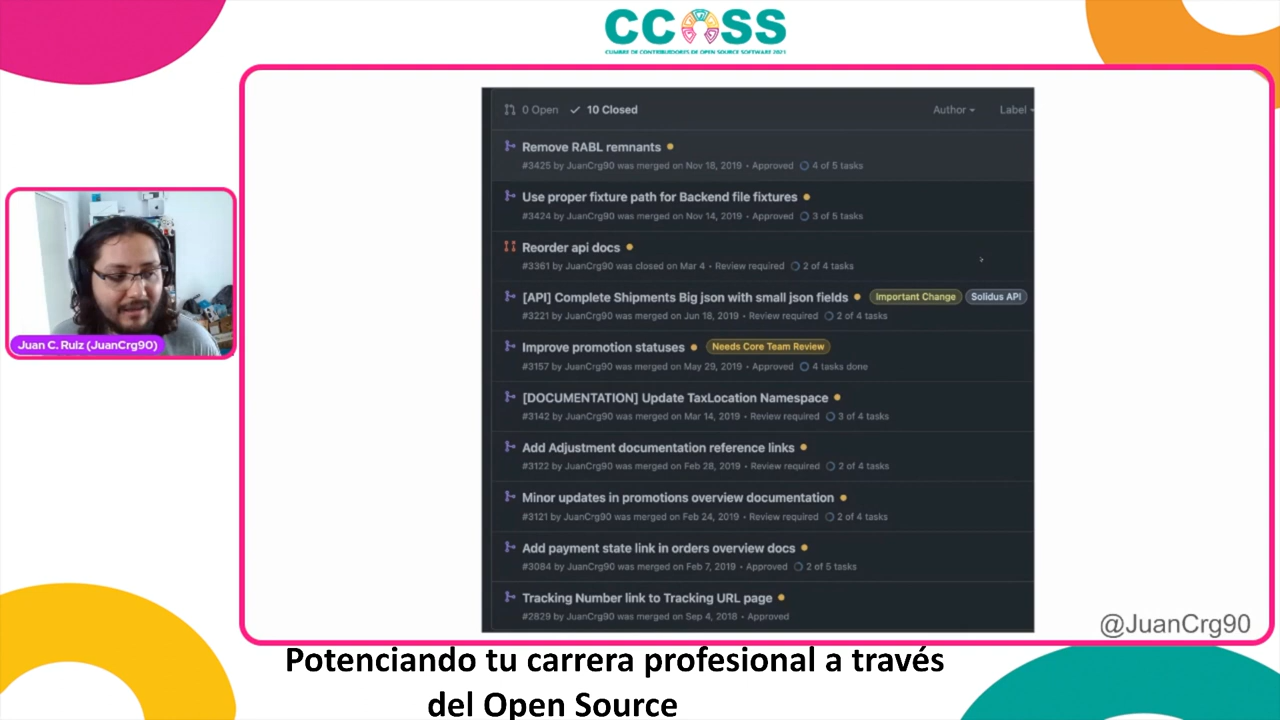 CCOSS
CUMBRE DE CONTRIBUIDORES DE OPEN SOURCE SOFTWARE 2021
0 Open 10 Closed Author Label
Remove RABL remnants
#3425 by JuanCrg90 was merged on Nov 18, 2019 • Approved 4 of 5 tasks
Use proper fixture path for Backend file fixtures
#3424 by JuanCrg90 was merged on Nov 14, 2019 • Approved 3 of 5 tasks
Reorder api docs
#3361 by JuanCrg90 was closed on Mar 4 • Review required 2 of 4 tasks
[API] Complete Shipments Big json with small json fields Important Change Solidus API
#3221 by JuanCrg90 was merged on Jun 18, 2019 • Review required 2 of 4 tasks
Improve promotion statuses Needs Core Team Review
#3157 by JuanCrg90 was merged on May 29, 2019 • Approved 4 tasks done
[DOCUMENTATION] Update TaxLocation Namespace
#3142 by JuanCrg90 was merged on Mar 14, 2019 • Review required 3 of 4 tasks
Add Adjustment documentation reference links
#3122 by JuanCrg90 was merged on Feb 28, 2019 • Review required 2 of 4 tasks
Minor updates in promotions overview documentation
#3121 by JuanCrg90 was merged on Feb 24, 2019 • Review required 2 of 4 tasks
Add payment state link in orders overview docs
#3084 by JuanCrg90 was merged on Feb 7, 2019 • Approved 2 of 5 tasks
Tracking Number link to Tracking URL page
#2829 by JuanCrg90 was merged on Sep 4, 2018 • Approved
Juan C. Ruiz (JuanCrg90)
@JuanCrg90
Potenciando tu carrera profesional a través
del Open Source